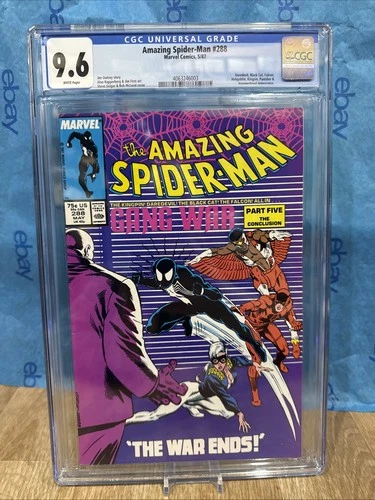 CGC UNIVERSAL GRADE
9.6
WHITE Pages
Amazing Spider-Man #288
Marvel Comics, 5/87
4063746003
CGC
MARVEL
the AMAZING
SPIDER-MAN
75¢ US
288
MAY
THE KINGPIN! DAREDEVIL! THE BLACK CAT! THE FALCON! ALL IN
GANG WAR
PART FIVE
THE
CONCLUSION
'THE WAR ENDS!'
ebay
ebay
ebay
ebay